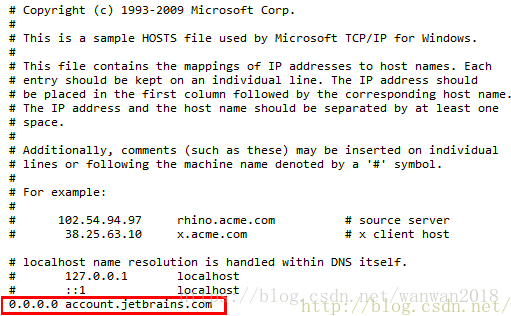 # Copyright (c) 1993-2009 Microsoft Corp.
#
# This is a sample HOSTS file used by Microsoft TCP/IP for Windows.
#
# This file contains the mappings of IP addresses to host names. Each
# entry should be kept on an individual line. The IP address should
# be placed in the first column followed by the corresponding host name.
# The IP address and the host name should be separated by at least one
# space.
#
# Additionally, comments (such as these) may be inserted on individual
# lines or following the machine name denoted by a '#' symbol.
#
# For example:
#
#      102.54.94.97     rhino.acme.com          # source server
#       38.25.63.10     x.acme.com              # x client host

# localhost name resolution is handled within DNS itself.
#       127.0.0.1       localhost
#       ::1             localhost
0.0.0.0 account.jetbrains.com
https://blog.csdn.net/wanwan2018
http://blog.csdn.net/